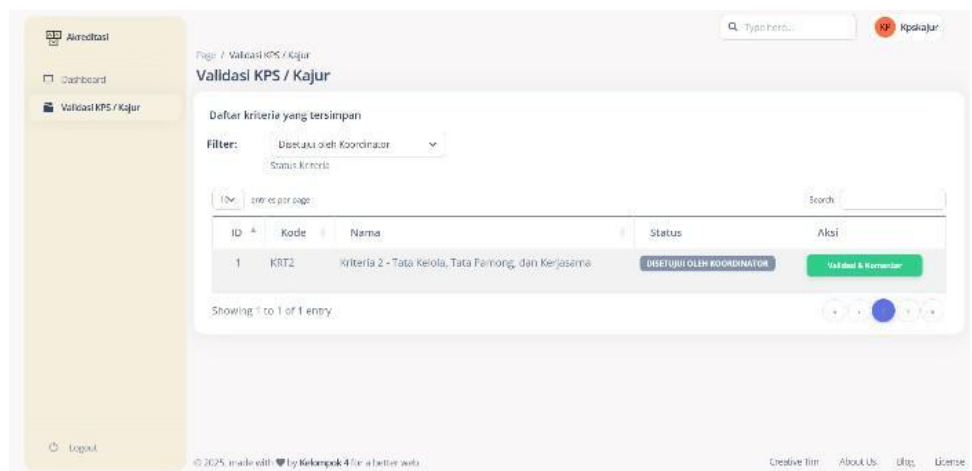 Akreditasi
Type here...
KP Kpskajur
Page / Validasi KPS / Kajur
Validasi KPS / Kajur
Dashboard
Validasi KPS / Kajur
Daftar kriteria yang tersimpan
Filter:
Disetujui oleh Koordinator
Status Kriteria
10 entries per page
Search:
ID Kode Nama Status Aksi
1 KRT2 Kriteria 2 - Tata Kelola, Tata Pamong, dan Kerjasama DISETUJUI OLEH KOORDINATOR Validasi & Komentar
Showing 1 to 1 of 1 entry
Logout
© 2025, made with by Kelompok 4 for a better web.
Creative Tim About Us Blog License